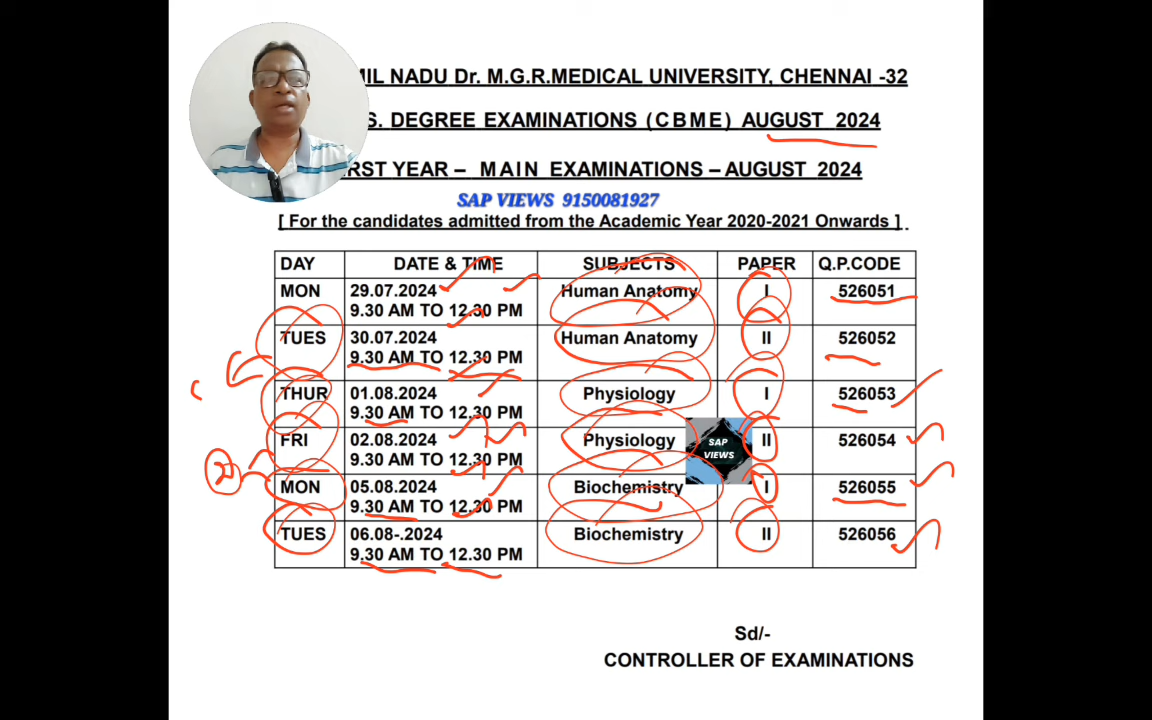 MIL NADU Dr. M.G.R.MEDICAL UNIVERSITY, CHENNAI -32
S. DEGREE EXAMINATIONS (CBME) AUGUST 2024
RST YEAR – MAIN EXAMINATIONS – AUGUST 2024
SAP VIEWS 9150081927
[ For the candidates admitted from the Academic Year 2020-2021 Onwards ] .
DAY DATE & TIME SUBJECTS PAPER Q.P.CODE
MON 29.07.2024 Human Anatomy I 526051
9.30 AM TO 12.30 PM
TUES 30.07.2024 Human Anatomy II 526052
9.30 AM TO 12.30 PM
THUR 01.08.2024 Physiology I 526053
9.30 AM TO 12.30 PM
FRI 02.08.2024 Physiology II 526054
9.30 AM TO 12.30 PM
SAP
VIEWS
MON 05.08.2024 Biochemistry I 526055
9.30 AM TO 12.30 PM
TUES 06.08-.2024 Biochemistry II 526056
9.30 AM TO 12.30 PM
Sd/-
CONTROLLER OF EXAMINATIONS